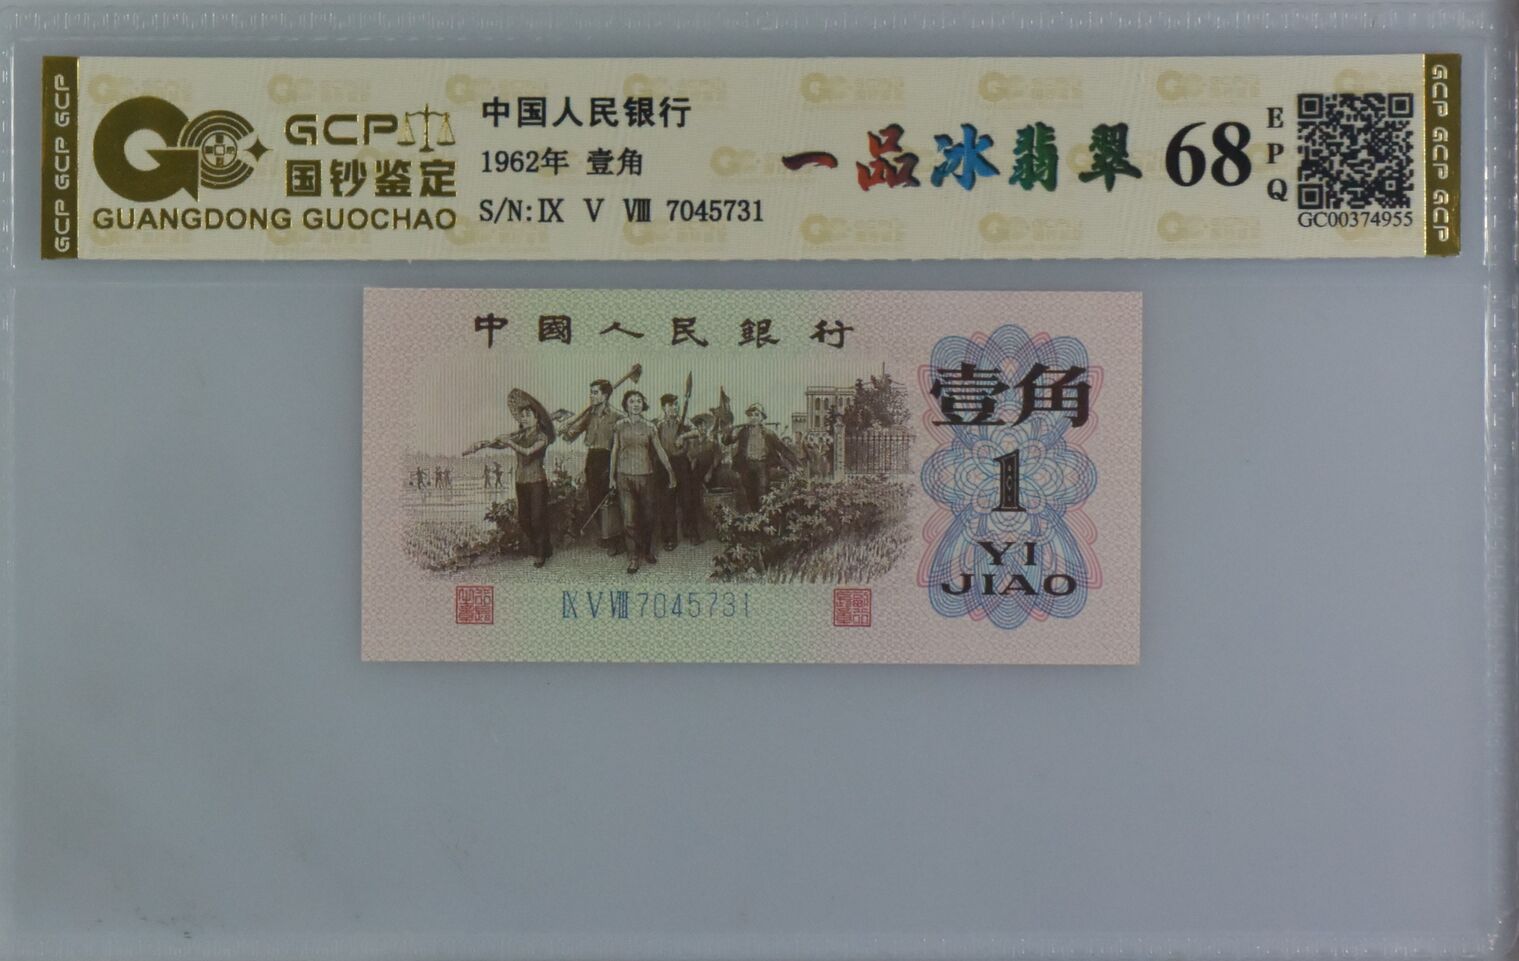 GCP GCP GCP
GCP
国钞鉴定
GUANGDONG GUOCHAO
中国人民银行
1962年 壹角
S/N:Ⅸ Ⅴ Ⅷ 7045731
一品冰翡翠
68
EPQ
GC00374955
GCP GCP GCP
中國人民銀行
壹角
1
YI
JIAO
ⅨⅤⅧ7045731